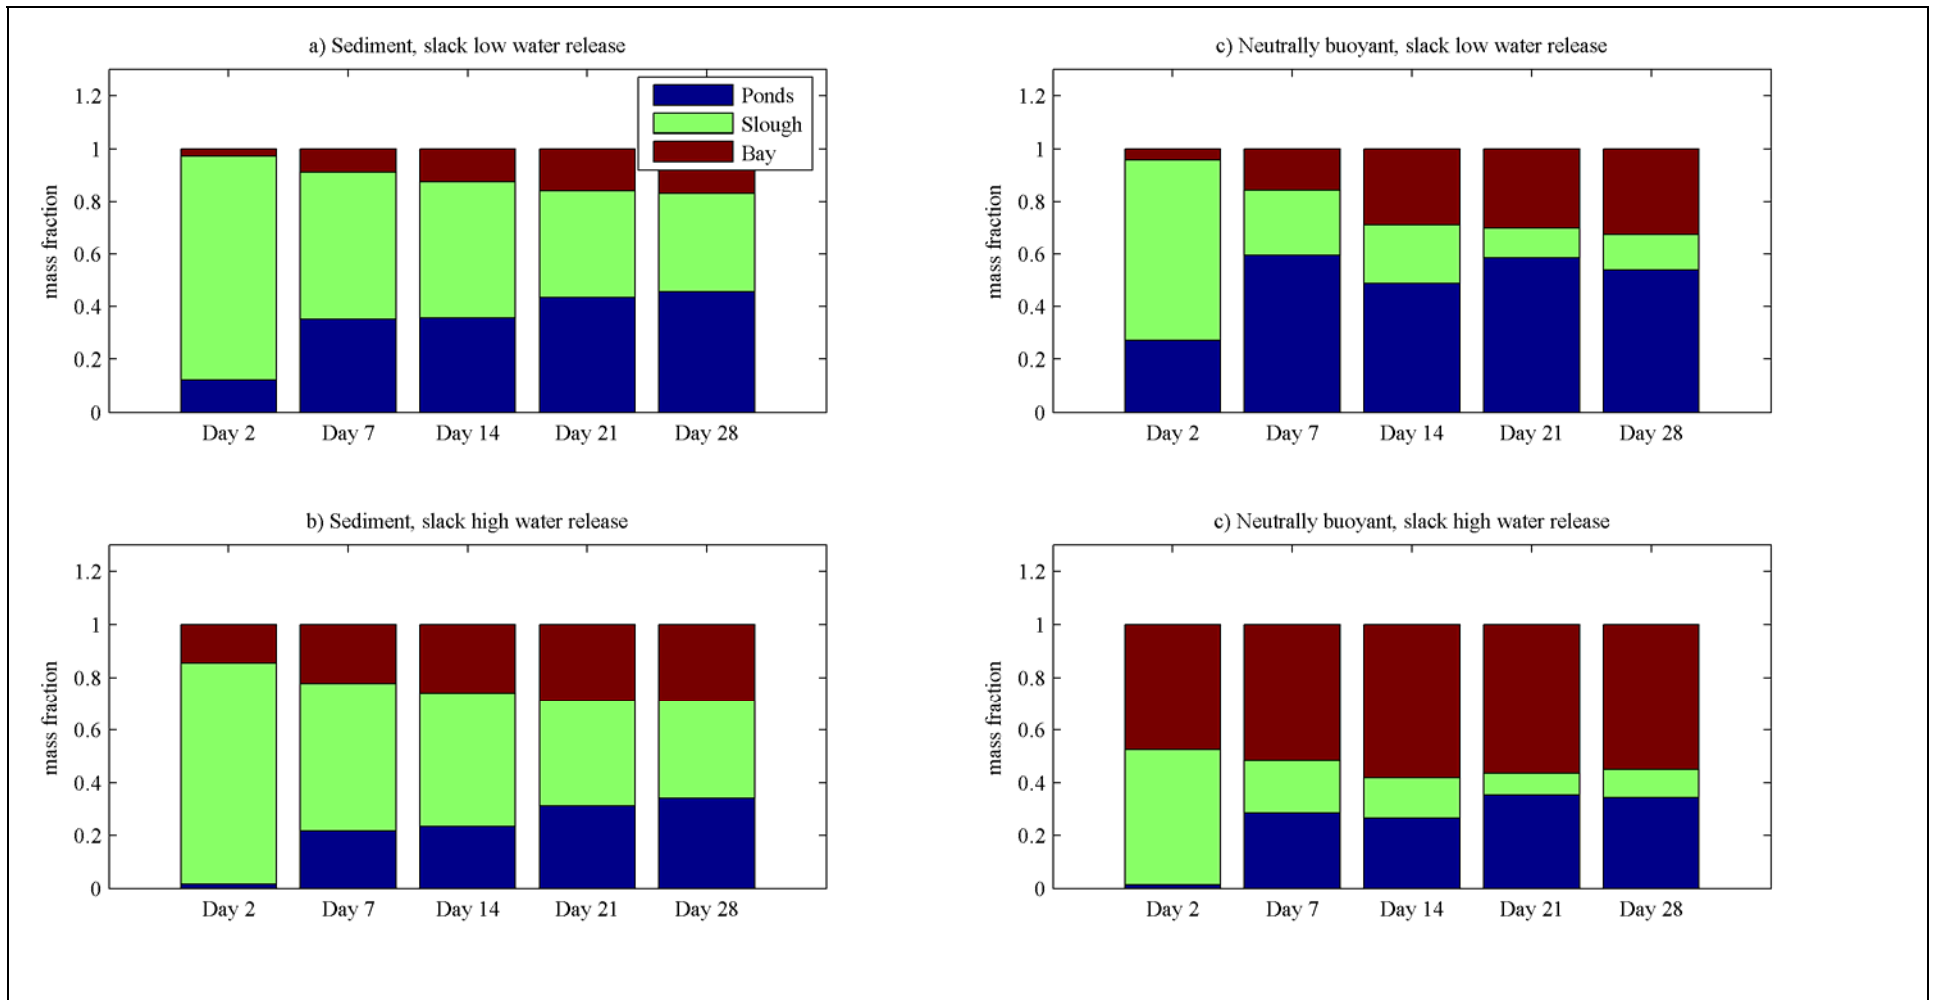 a) Sediment, slack low water release
1.2
1
0.8
0.6
0.4
0.2
0
mass fraction
Ponds
Slough
Bay
Day 2 Day 7 Day 14 Day 21 Day 28
c) Neutrally buoyant, slack low water release
1.2
1
0.8
0.6
0.4
0.2
0
mass fraction
Day 2 Day 7 Day 14 Day 21 Day 28
b) Sediment, slack high water release
1.2
1
0.8
0.6
0.4
0.2
0
mass fraction
Day 2 Day 7 Day 14 Day 21 Day 28
c) Neutrally buoyant, slack high water release
1.2
1
0.8
0.6
0.4
0.2
0
mass fraction
Day 2 Day 7 Day 14 Day 21 Day 28